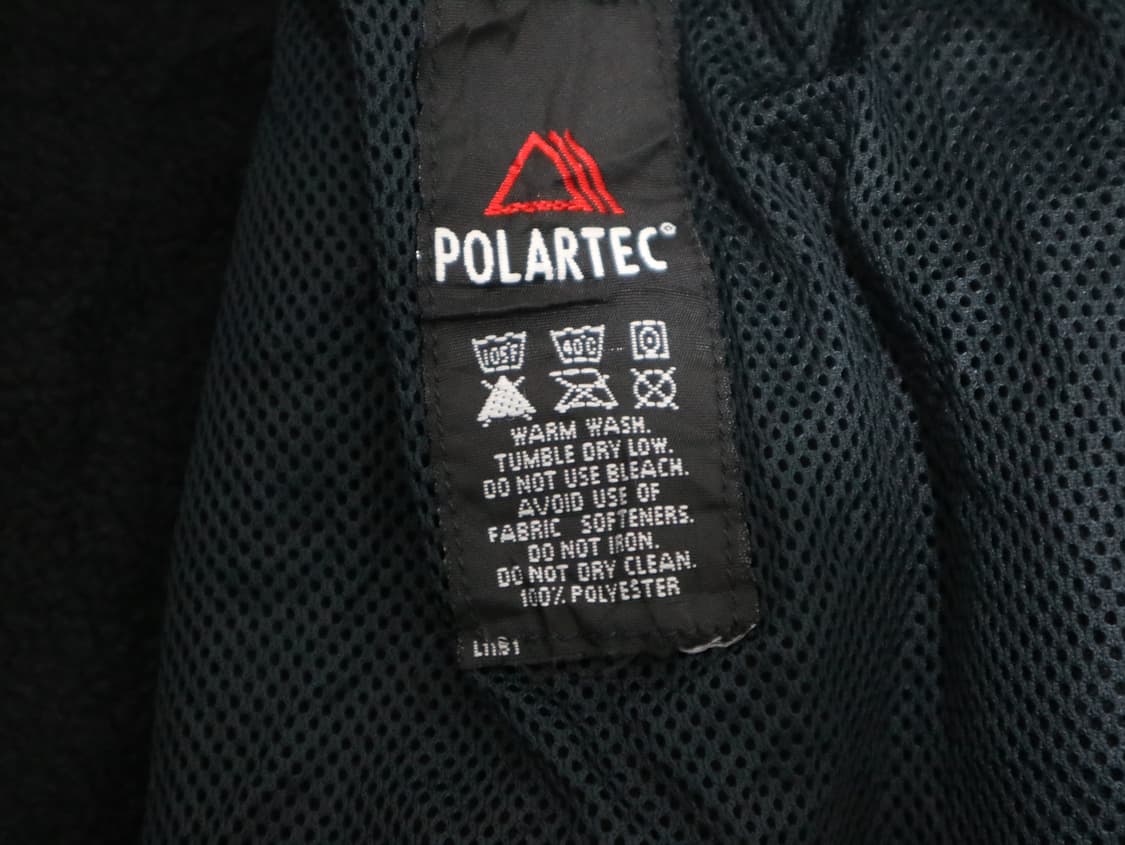 POLARTEC®
105F 40C
WARM WASH.
TUMBLE DRY LOW.
DO NOT USE BLEACH.
AVOID USE OF
FABRIC SOFTENERS.
DO NOT IRON.
DO NOT DRY CLEAN.
100% POLYESTER